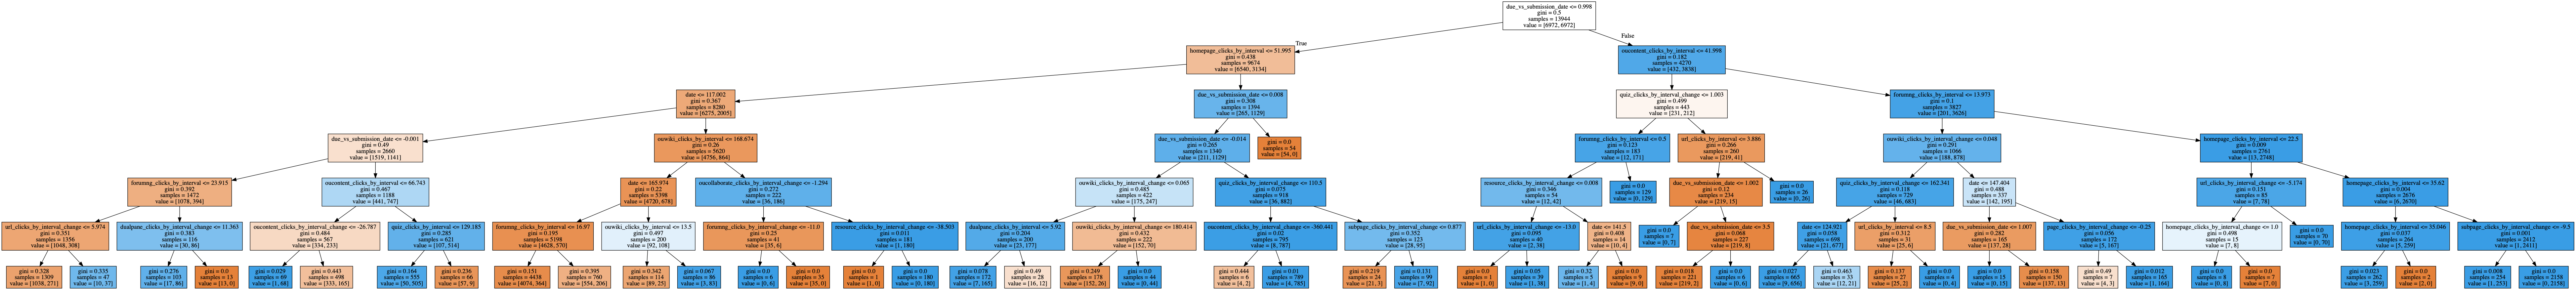 due_vs_submission_date <= 0.998
gini = 0.5
samples = 13944
value = [6972, 6972]
True
False
homepage_clicks_by_interval <= 51.995
gini = 0.438
samples = 9674
value = [6540, 3134]
oucontent_clicks_by_interval <= 41.998
gini = 0.182
samples = 4270
value = [432, 3838]
date <= 117.002
gini = 0.367
samples = 8280
value = [6275, 2005]
due_vs_submission_date <= 0.008
gini = 0.308
samples = 1394
value = [265, 1129]
quiz_clicks_by_interval_change <= 1.003
gini = 0.499
samples = 443
value = [231, 212]
forumng_clicks_by_interval <= 13.973
gini = 0.1
samples = 3827
value = [201, 3626]
due_vs_submission_date <= -0.001
gini = 0.49
samples = 2660
value = [1519, 1141]
ouwiki_clicks_by_interval <= 168.674
gini = 0.26
samples = 5620
value = [4756, 864]
due_vs_submission_date <= -0.014
gini = 0.265
samples = 1340
value = [211, 1129]
gini = 0.0
samples = 54
value = [54, 0]
forumng_clicks_by_interval <= 0.5
gini = 0.123
samples = 183
value = [12, 171]
url_clicks_by_interval <= 3.886
gini = 0.266
samples = 260
value = [219, 41]
ouwiki_clicks_by_interval_change <= 0.048
gini = 0.291
samples = 1066
value = [188, 878]
homepage_clicks_by_interval <= 22.5
gini = 0.009
samples = 2761
value = [13, 2748]
forumng_clicks_by_interval <= 23.915
gini = 0.392
samples = 1472
value = [1078, 394]
oucontent_clicks_by_interval <= 66.743
gini = 0.467
samples = 1188
value = [441, 747]
date <= 165.974
gini = 0.22
samples = 5398
value = [4720, 678]
oucollaborate_clicks_by_interval_change <= -1.294
gini = 0.272
samples = 222
value = [36, 186]
ouwiki_clicks_by_interval_change <= 0.065
gini = 0.485
samples = 422
value = [175, 247]
quiz_clicks_by_interval_change <= 110.5
gini = 0.075
samples = 918
value = [36, 882]
resource_clicks_by_interval_change <= 0.008
gini = 0.346
samples = 54
value = [12, 42]
gini = 0.0
samples = 129
value = [0, 129]
due_vs_submission_date <= 1.002
gini = 0.12
samples = 234
value = [219, 15]
gini = 0.0
samples = 26
value = [0, 26]
quiz_clicks_by_interval <= 162.341
gini = 0.118
samples = 729
value = [46, 683]
date <= 147.404
gini = 0.488
samples = 337
value = [142, 195]
url_clicks_by_interval_change <= -5.174
gini = 0.151
samples = 85
value = [7, 78]
homepage_clicks_by_interval <= 35.62
gini = 0.004
samples = 2676
value = [6, 2670]
url_clicks_by_interval_change <= 5.974
gini = 0.351
samples = 1356
value = [1048, 308]
dualpane_clicks_by_interval_change <= 11.363
gini = 0.383
samples = 116
value = [30, 86]
oucontent_clicks_by_interval_change <= -26.787
gini = 0.484
samples = 567
value = [334, 233]
quiz_clicks_by_interval <= 129.185
gini = 0.285
samples = 621
value = [107, 514]
forumng_clicks_by_interval <= 16.97
gini = 0.195
samples = 5198
value = [4628, 570]
ouwiki_clicks_by_interval <= 13.5
gini = 0.497
samples = 200
value = [92, 108]
forumng_clicks_by_interval_change <= -11.0
gini = 0.25
samples = 41
value = [35, 6]
resource_clicks_by_interval_change <= -38.503
gini = 0.011
samples = 181
value = [1, 180]
dualpane_clicks_by_interval <= 5.92
gini = 0.204
samples = 200
value = [23, 177]
ouwiki_clicks_by_interval <= 180.414
gini = 0.432
samples = 222
value = [152, 70]
oucontent_clicks_by_interval_change <= -360.441
gini = 0.02
samples = 795
value = [8, 787]
subpage_clicks_by_interval_change <= 0.877
gini = 0.352
samples = 123
value = [28, 95]
url_clicks_by_interval_change <= -13.0
gini = 0.095
samples = 40
value = [2, 38]
date <= 141.5
gini = 0.408
samples = 14
value = [10, 4]
gini = 0.0
samples = 7
value = [0, 7]
due_vs_submission_date <= 3.5
gini = 0.068
samples = 227
value = [219, 8]
date <= 124.921
gini = 0.058
samples = 698
value = [21, 677]
url_clicks_by_interval <= 8.5
gini = 0.312
samples = 31
value = [25, 6]
due_vs_submission_date <= 1.007
gini = 0.282
samples = 165
value = [137, 28]
page_clicks_by_interval_change <= -0.25
gini = 0.056
samples = 172
value = [5, 167]
homepage_clicks_by_interval_change <= 1.0
gini = 0.498
samples = 15
value = [7, 8]
gini = 0.0
samples = 70
value = [0, 70]
homepage_clicks_by_interval <= 35.046
gini = 0.037
samples = 264
value = [5, 259]
subpage_clicks_by_interval_change <= -9.5
gini = 0.001
samples = 2412
value = [1, 2411]
gini = 0.328
samples = 1309
value = [1038, 271]
gini = 0.335
samples = 47
value = [10, 37]
gini = 0.276
samples = 103
value = [17, 86]
gini = 0.0
samples = 13
value = [13, 0]
gini = 0.029
samples = 69
value = [1, 68]
gini = 0.443
samples = 498
value = [333, 165]
gini = 0.164
samples = 555
value = [50, 505]
gini = 0.236
samples = 66
value = [57, 9]
gini = 0.151
samples = 4438
value = [4074, 364]
gini = 0.395
samples = 760
value = [554, 206]
gini = 0.342
samples = 114
value = [89, 25]
gini = 0.067
samples = 86
value = [3, 83]
gini = 0.0
samples = 6
value = [0, 6]
gini = 0.0
samples = 35
value = [35, 0]
gini = 0.0
samples = 1
value = [1, 0]
gini = 0.0
samples = 180
value = [0, 180]
gini = 0.078
samples = 172
value = [7, 165]
gini = 0.49
samples = 28
value = [16, 12]
gini = 0.249
samples = 178
value = [152, 26]
gini = 0.0
samples = 44
value = [0, 44]
gini = 0.444
samples = 6
value = [4, 2]
gini = 0.01
samples = 789
value = [4, 785]
gini = 0.219
samples = 24
value = [21, 3]
gini = 0.131
samples = 99
value = [7, 92]
gini = 0.0
samples = 1
value = [1, 0]
gini = 0.05
samples = 39
value = [1, 38]
gini = 0.32
samples = 5
value = [1, 4]
gini = 0.0
samples = 9
value = [9, 0]
gini = 0.018
samples = 221
value = [219, 2]
gini = 0.0
samples = 6
value = [0, 6]
gini = 0.027
samples = 665
value = [9, 656]
gini = 0.463
samples = 33
value = [12, 21]
gini = 0.137
samples = 27
value = [25, 2]
gini = 0.0
samples = 4
value = [0, 4]
gini = 0.0
samples = 15
value = [0, 15]
gini = 0.158
samples = 150
value = [137, 13]
gini = 0.49
samples = 7
value = [4, 3]
gini = 0.012
samples = 165
value = [1, 164]
gini = 0.0
samples = 8
value = [0, 8]
gini = 0.0
samples = 7
value = [7, 0]
gini = 0.023
samples = 262
value = [3, 259]
gini = 0.0
samples = 2
value = [2, 0]
gini = 0.008
samples = 254
value = [1, 253]
gini = 0.0
samples = 2158
value = [0, 2158]